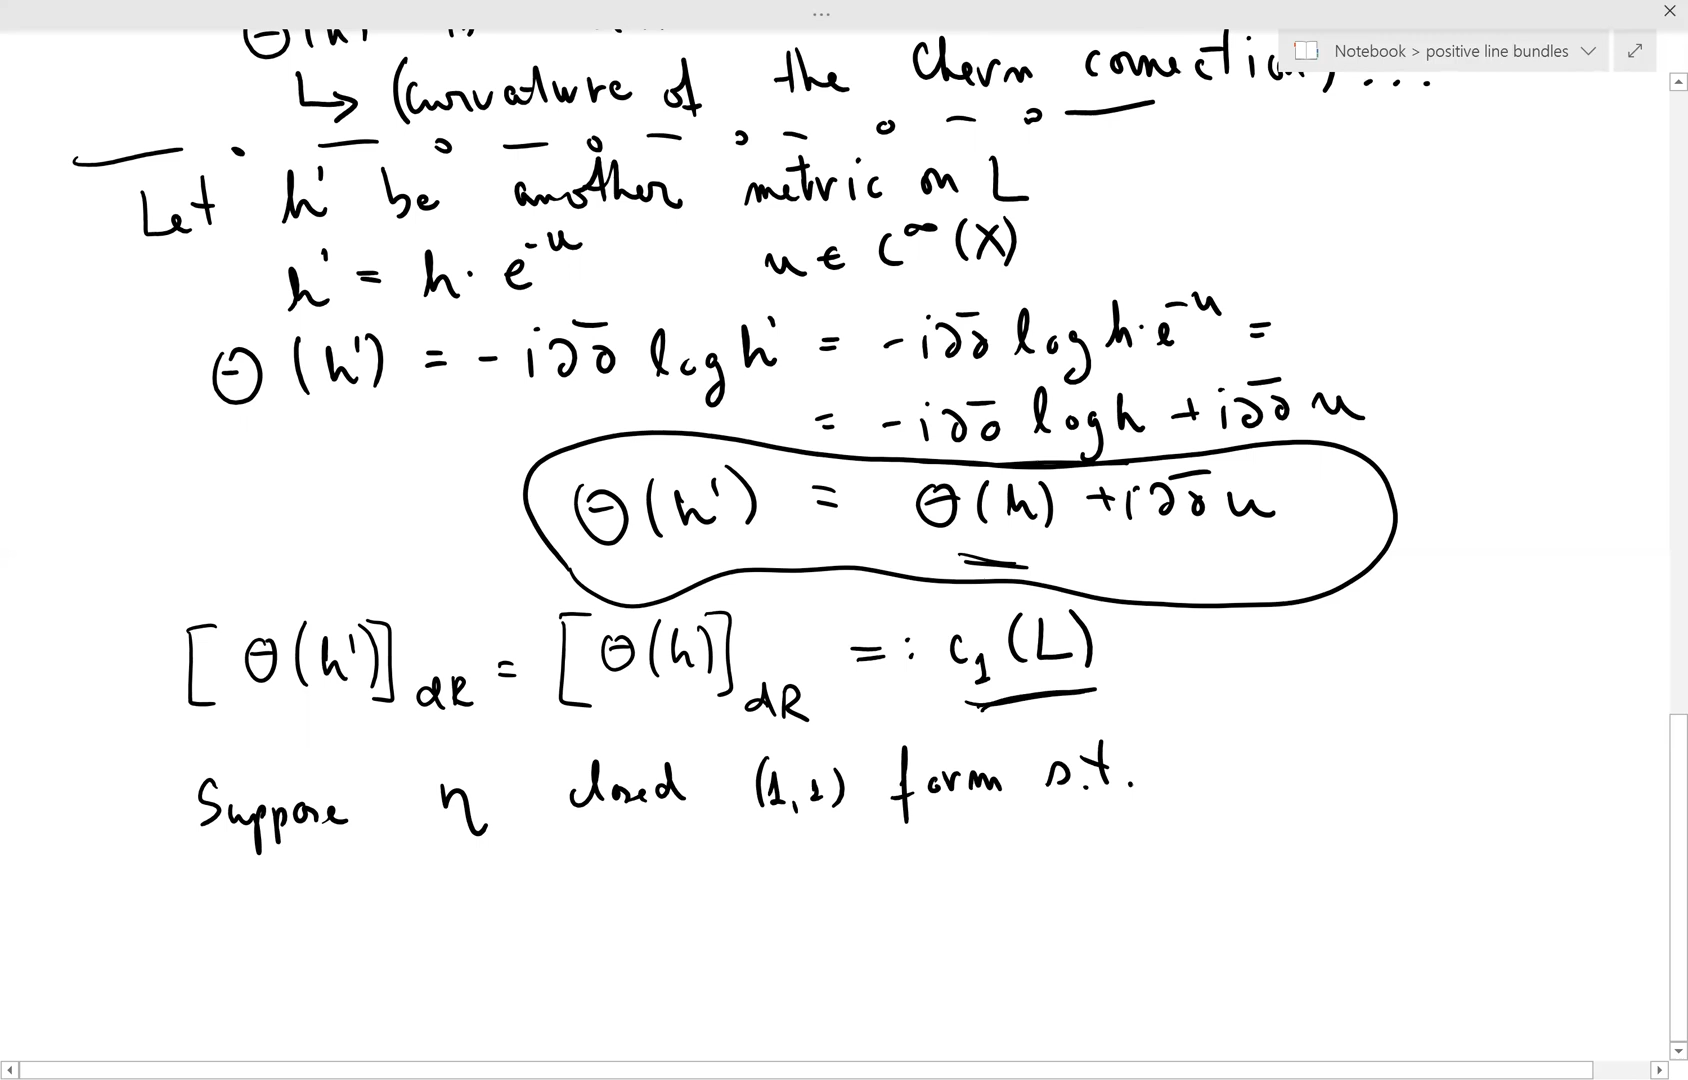 Notebook > positive line bundles
Θ(h)
↳ (curvature of the Chern connection) ...
Let h' be another metric on L
h' = h · e^{-u}    u ∈ C^∞(X)
Θ(h') = -i∂∂̄ log h' = -i∂∂̄ log h · e^{-u} =
= -i∂∂̄ log h + i∂∂̄ u
Θ(h') = Θ(h) + i∂∂̄ u
[Θ(h')]_{dR} = [Θ(h)]_{dR} =: c_1(L)
Suppose η closed (1,1) form s.t.